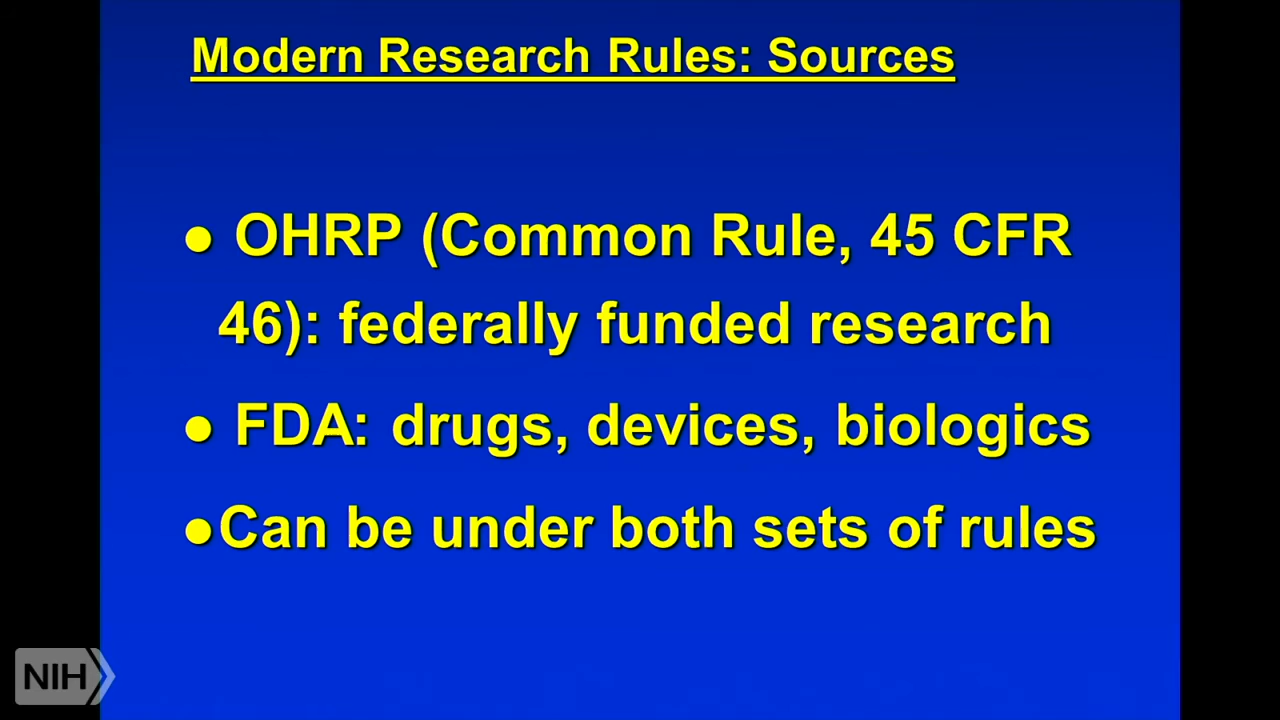 Modern Research Rules: Sources
● OHRP (Common Rule, 45 CFR
46): federally funded research
● FDA: drugs, devices, biologics
●Can be under both sets of rules
NIH